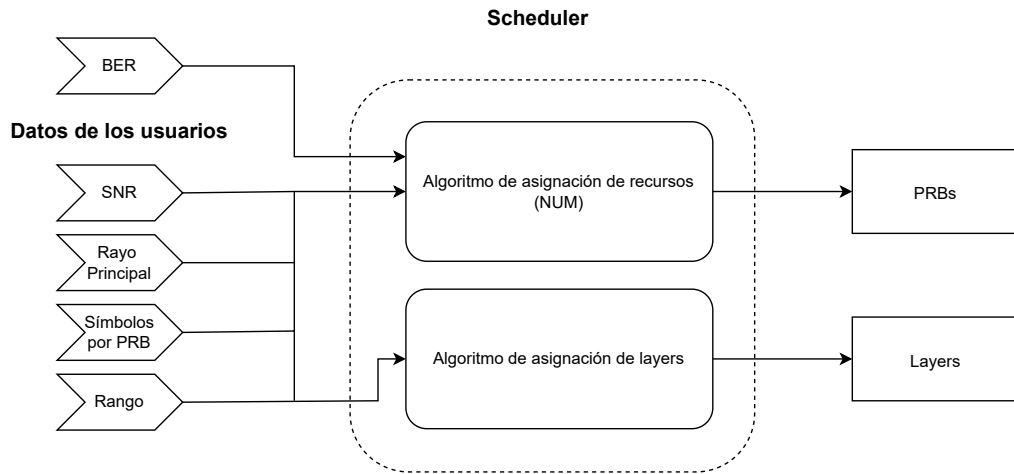 Scheduler
BER
Datos de los usuarios
SNR
Rayo
Principal
Símbolos
por PRB
Rango
Algoritmo de asignación de recursos
(NUM)
Algoritmo de asignación de layers
PRBs
Layers